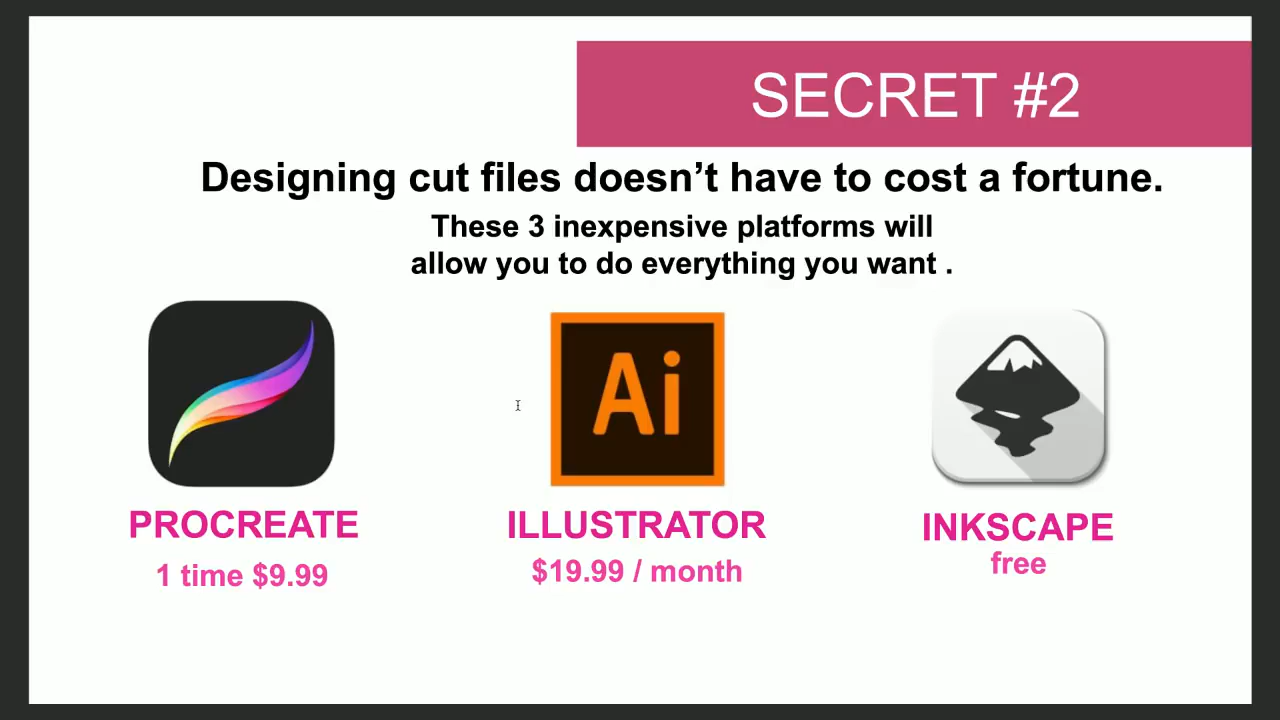 SECRET #2
Designing cut files doesn’t have to cost a fortune.
These 3 inexpensive platforms will
allow you to do everything you want .
Ai
PROCREATE
ILLUSTRATOR
INKSCAPE
1 time $9.99
$19.99 / month
free